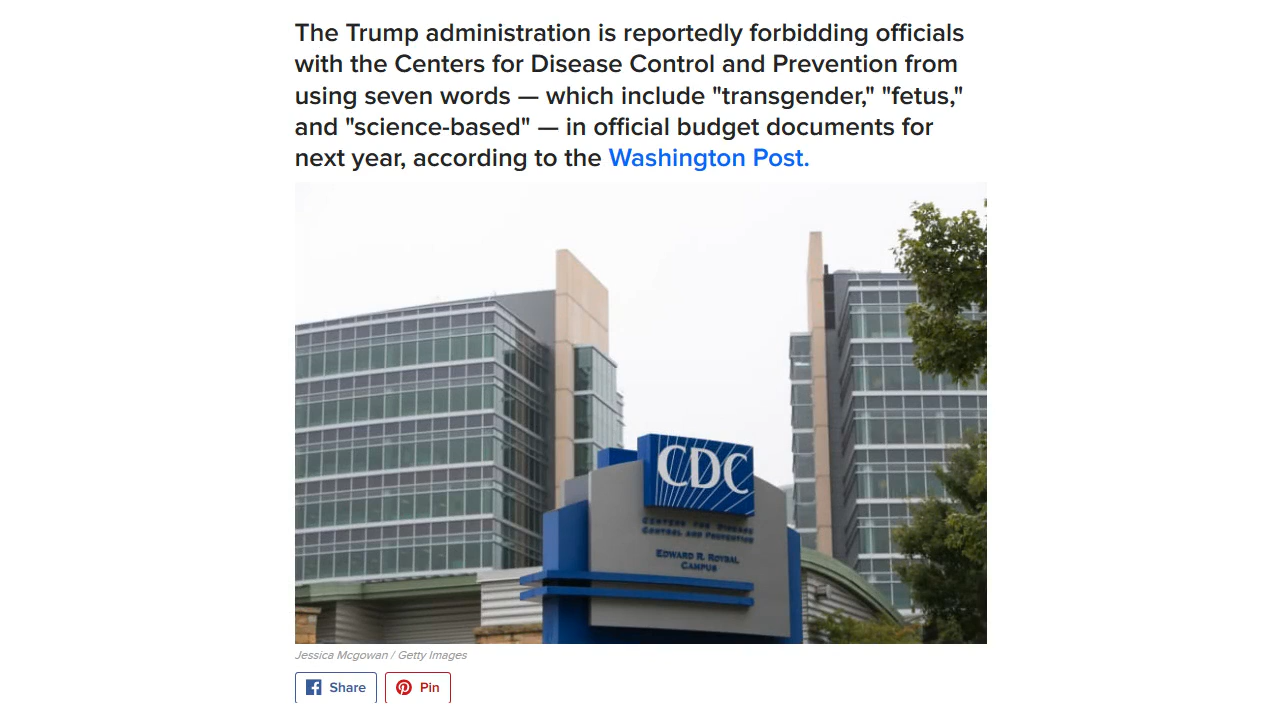 The Trump administration is reportedly forbidding officials
with the Centers for Disease Control and Prevention from
using seven words — which include "transgender," "fetus,"
and "science-based" — in official budget documents for
next year, according to the Washington Post.
CDC
CENTERS FOR DISEASE
CONTROL AND PREVENTION
EDWARD R. ROYBAL
CAMPUS
Jessica Mcgowan / Getty Images
Share Pin